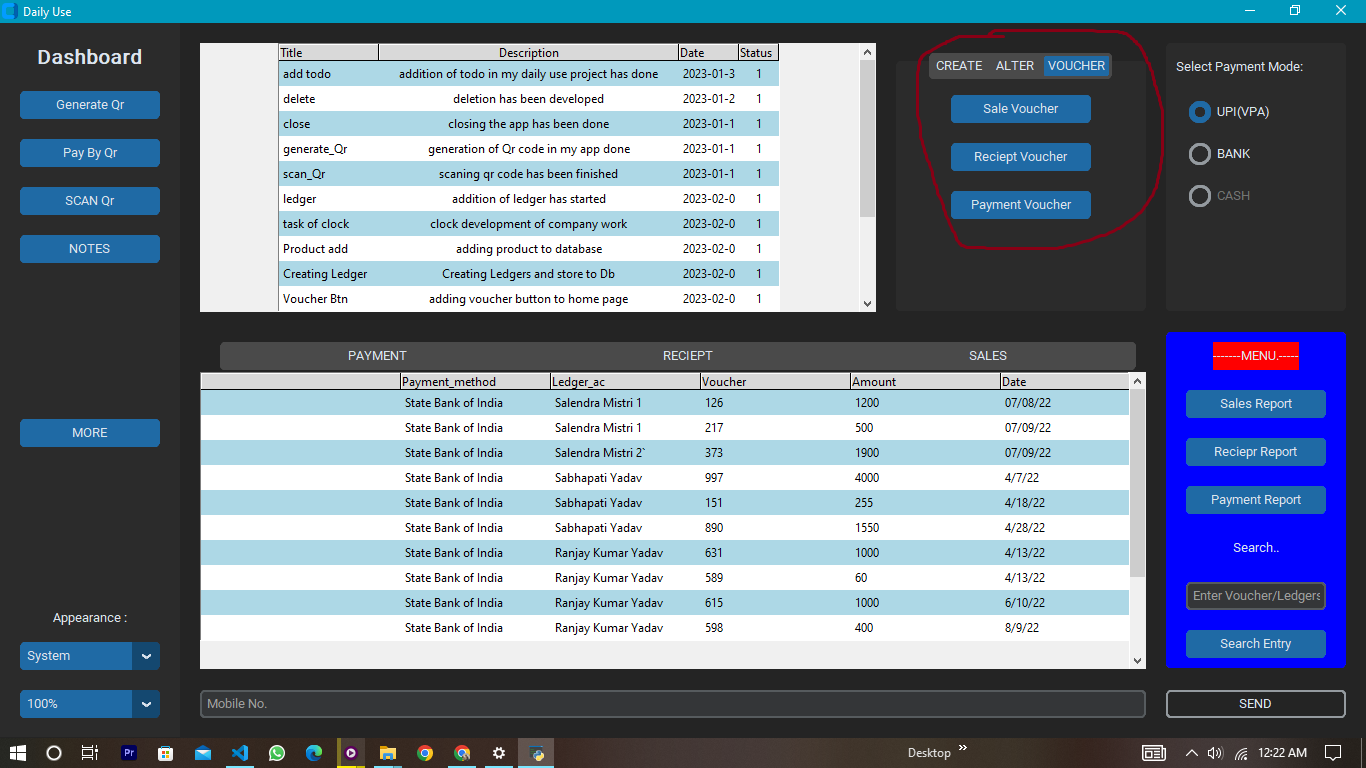 Daily Use
Dashboard
Generate Qr
Pay By Qr
SCAN Qr
NOTES
MORE
Appearance :
System
100%
Title Description Date Status
add todo addition of todo in my daily use project has done 2023-01-3 1
delete deletion has been developed 2023-01-2 1
close closing the app has been done 2023-01-1 1
generate_Qr generation of Qr code in my app done 2023-01-1 1
scan_Qr scaning qr code has been finished 2023-01-1 1
ledger addition of ledger has started 2023-02-0 1
task of clock clock development of company work 2023-02-0 1
Product add adding product to database 2023-02-0 1
Creating Ledger Creating Ledgers and store to Db 2023-02-0 1
Voucher Btn adding voucher button to home page 2023-02-0 1
CREATE ALTER VOUCHER
Sale Voucher
Reciept Voucher
Payment Voucher
Select Payment Mode:
UPI(VPA)
BANK
CASH
PAYMENT RECIEPT SALES
Payment_method Ledger_ac Voucher Amount Date
State Bank of India Salendra Mistri 1 126 1200 07/08/22
State Bank of India Salendra Mistri 1 217 500 07/09/22
State Bank of India Salendra Mistri 2` 373 1900 07/09/22
State Bank of India Sabhapati Yadav 997 4000 4/7/22
State Bank of India Sabhapati Yadav 151 255 4/18/22
State Bank of India Sabhapati Yadav 890 1550 4/28/22
State Bank of India Ranjay Kumar Yadav 631 1000 4/13/22
State Bank of India Ranjay Kumar Yadav 589 60 4/13/22
State Bank of India Ranjay Kumar Yadav 615 1000 6/10/22
State Bank of India Ranjay Kumar Yadav 598 400 8/9/22
-------MENU.-----
Sales Report
Reciepr Report
Payment Report
Search..
Enter Voucher/Ledgers
Search Entry
Mobile No.
SEND
Pr
Desktop
12:22 AM